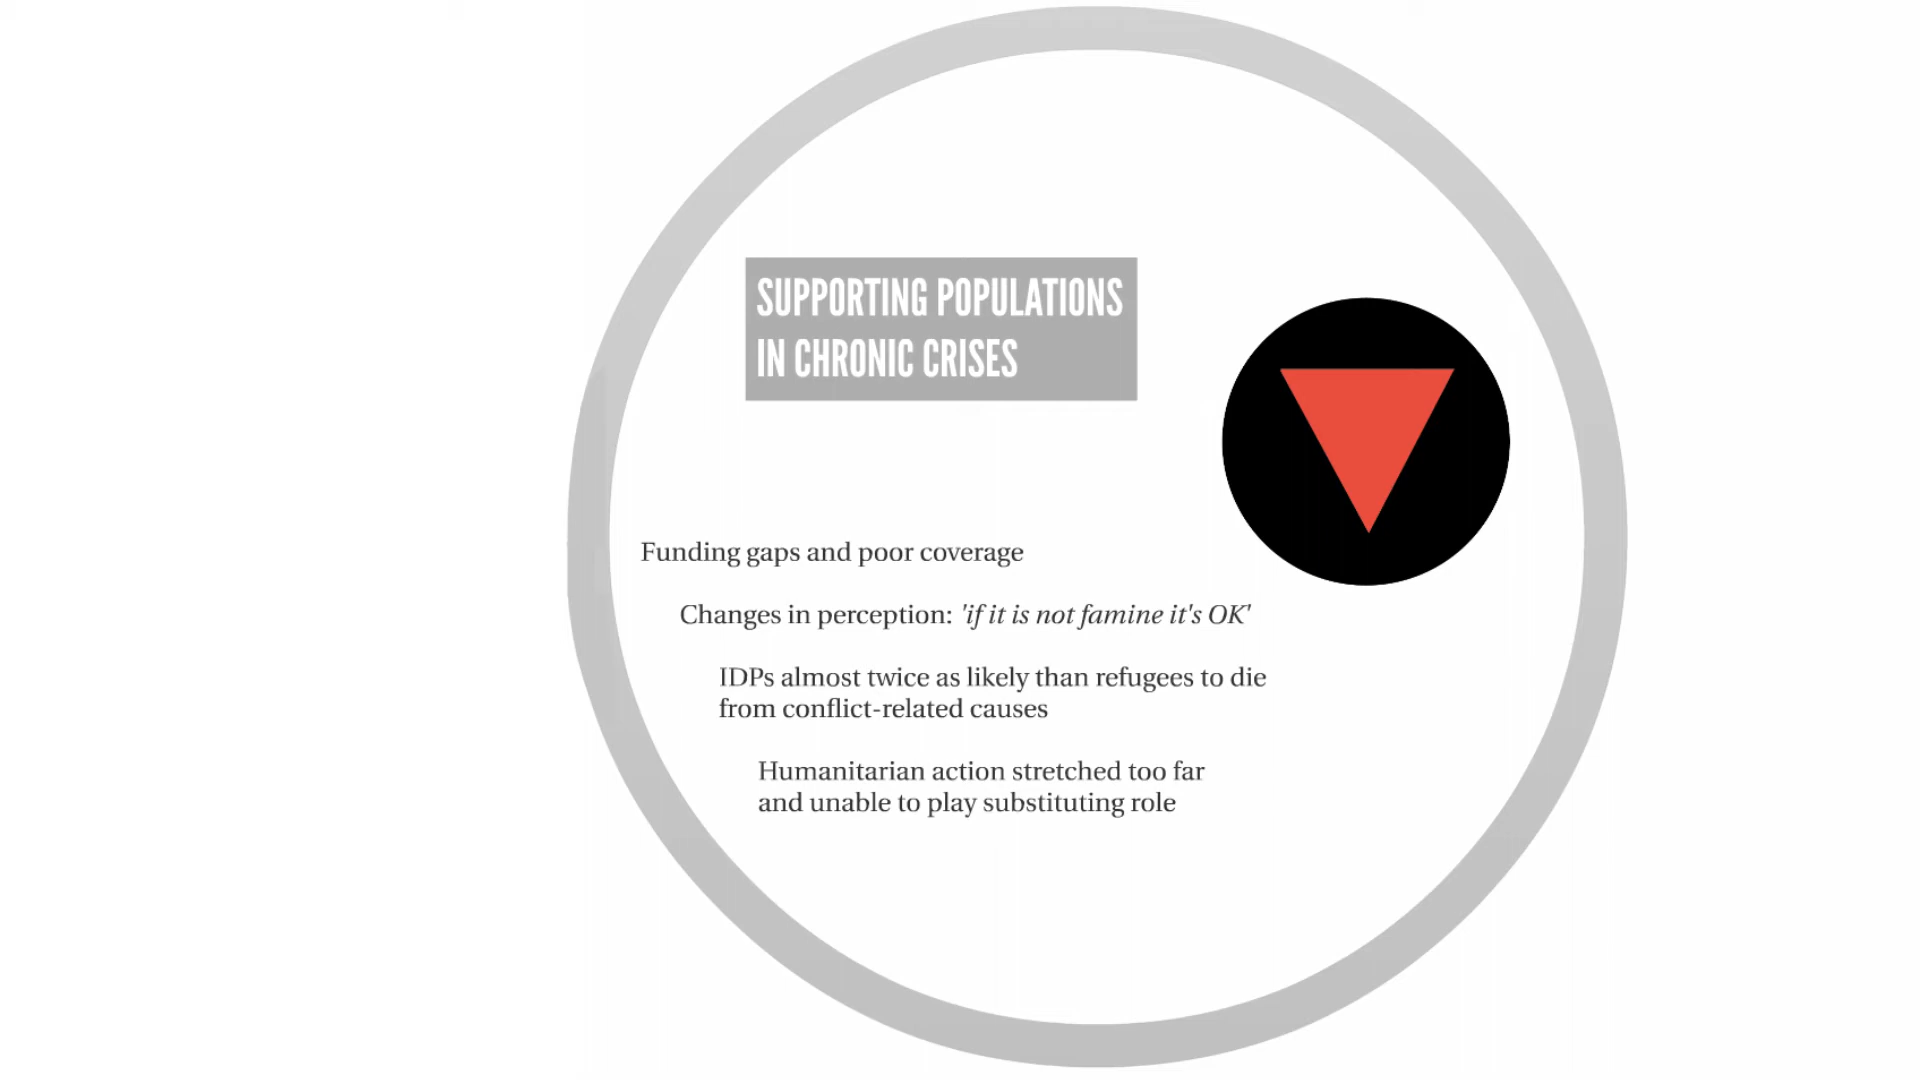 SUPPORTING POPULATIONS
IN CHRONIC CRISES
Funding gaps and poor coverage
Changes in perception: 'if it is not famine it's OK'
IDPs almost twice as likely than refugees to die
from conflict-related causes
Humanitarian action stretched too far
and unable to play substituting role